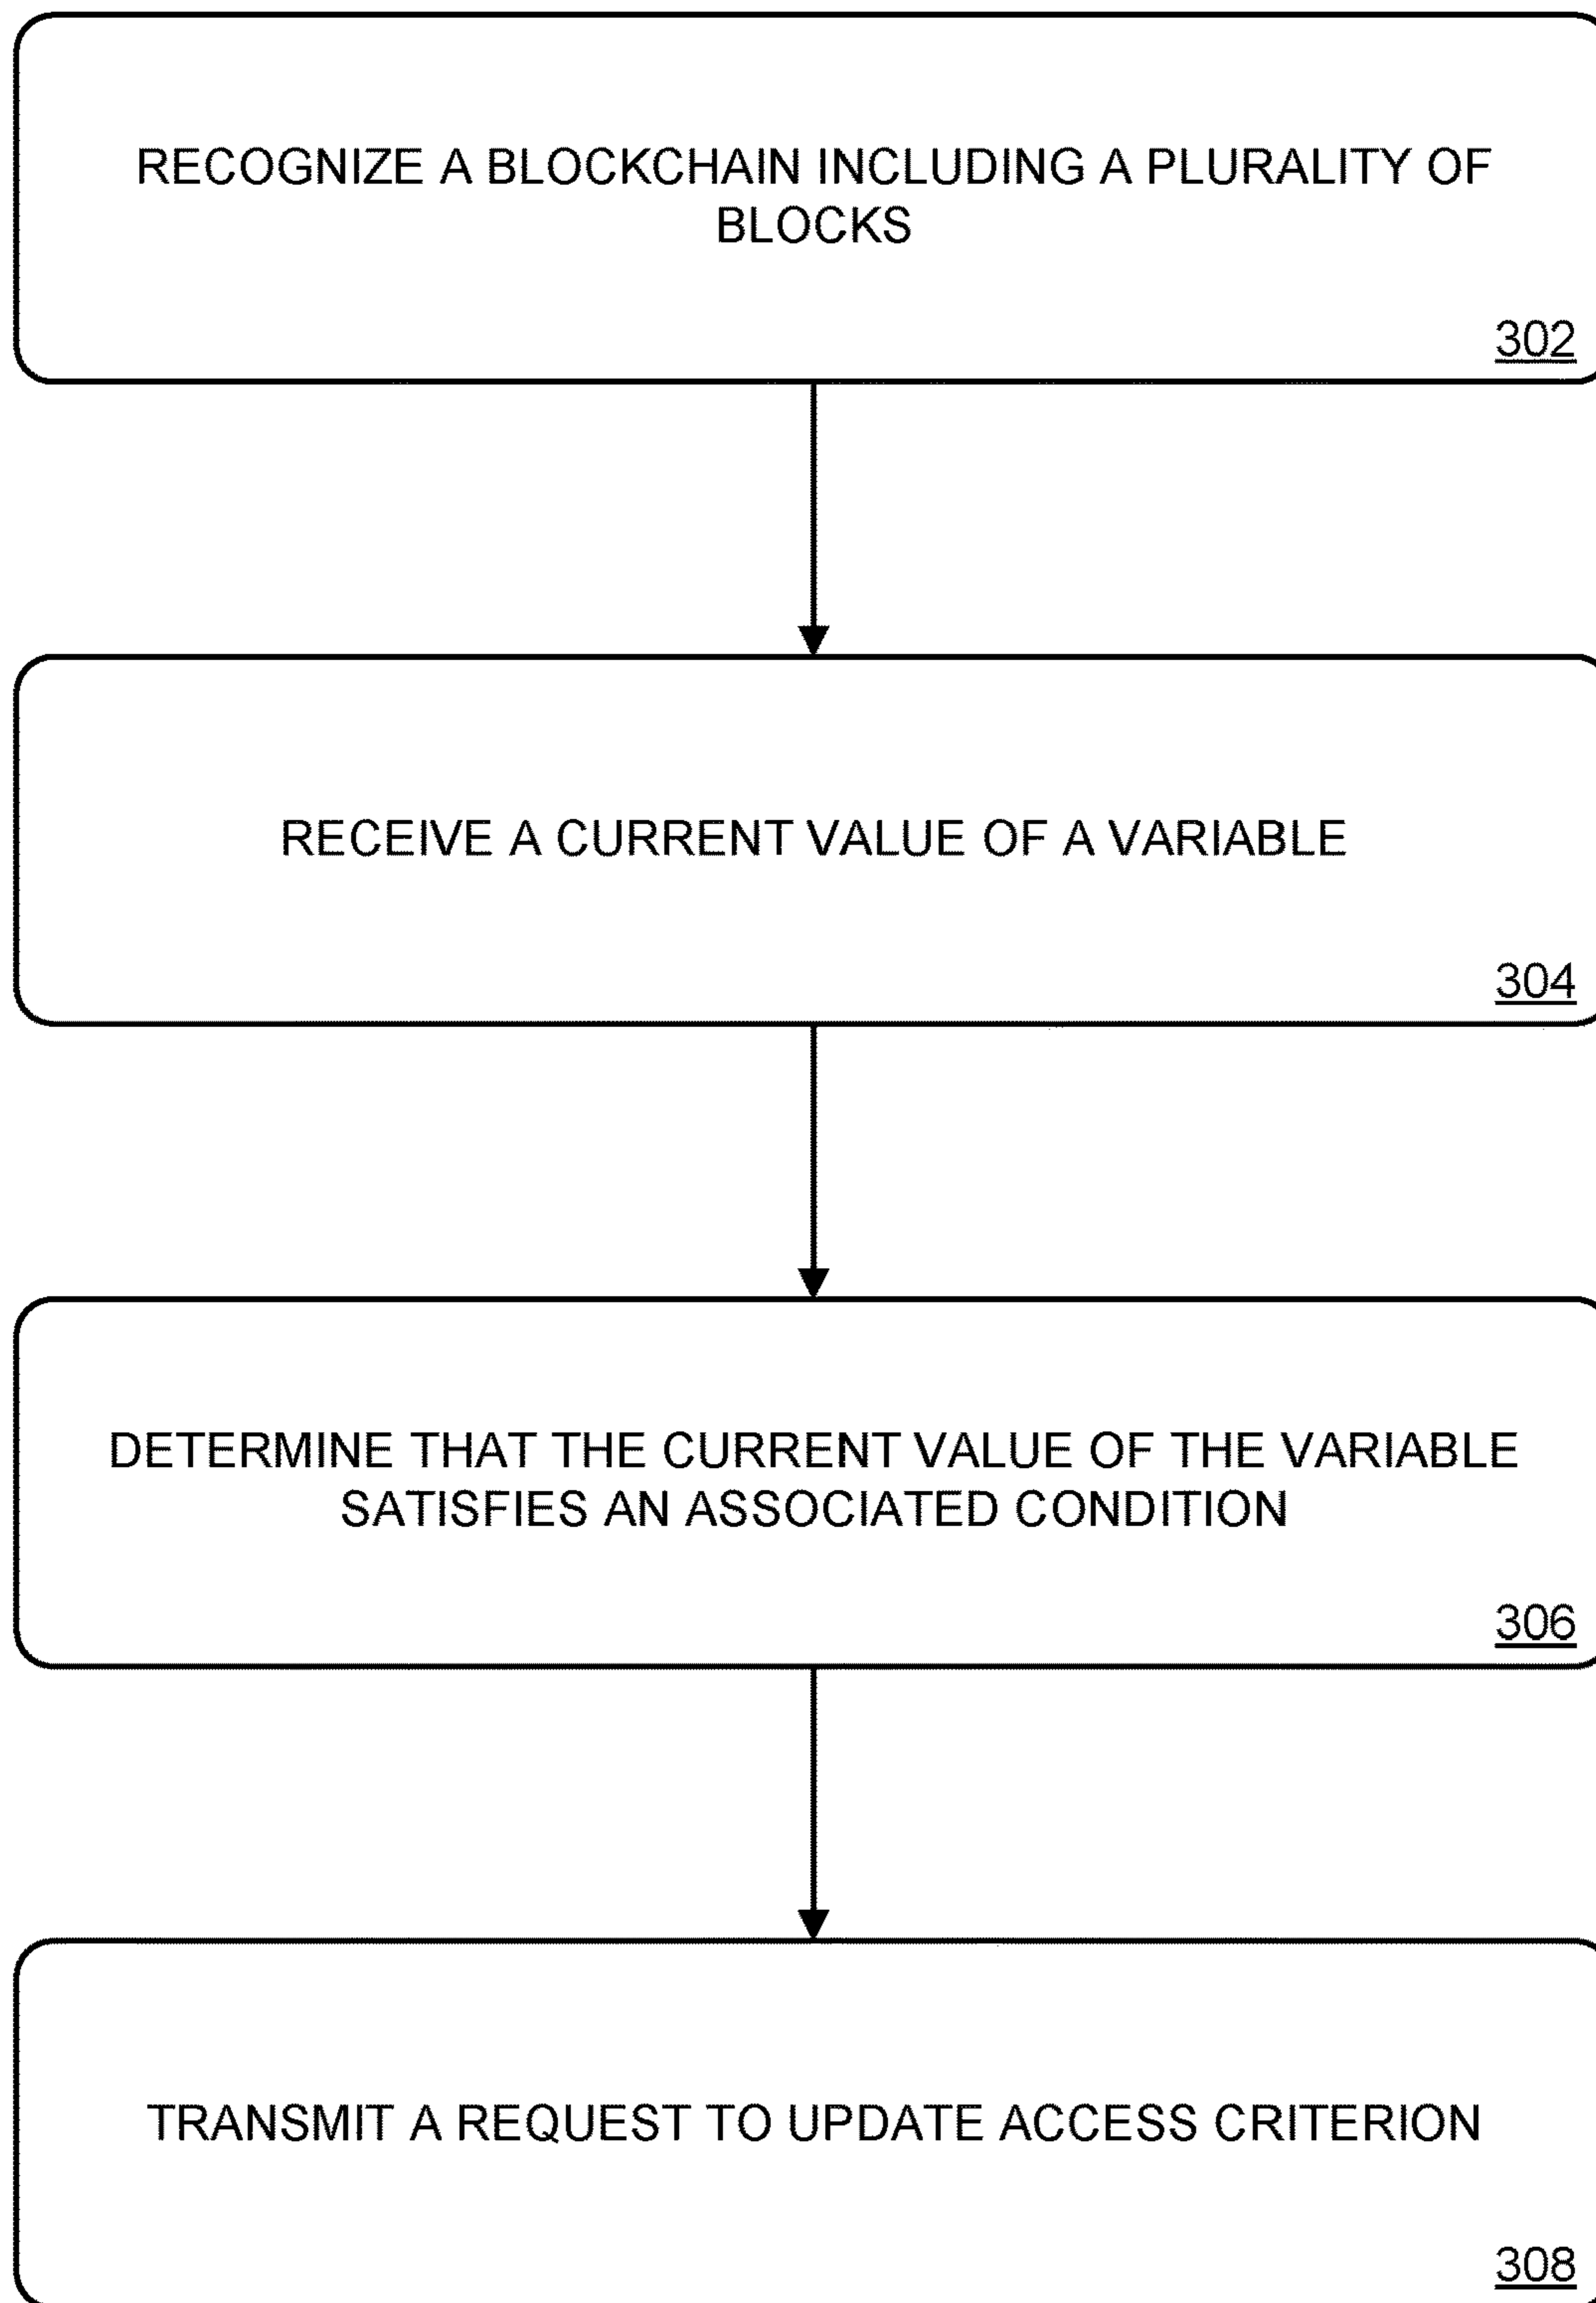 RECOGNIZE A BLOCKCHAIN INCLUDING A PLURALITY OF
BLOCKS
302
RECEIVE A CURRENT VALUE OF A VARIABLE
304
DETERMINE THAT THE CURRENT VALUE OF THE VARIABLE
SATISFIES AN ASSOCIATED CONDITION
306
TRANSMIT A REQUEST TO UPDATE ACCESS CRITERION
308